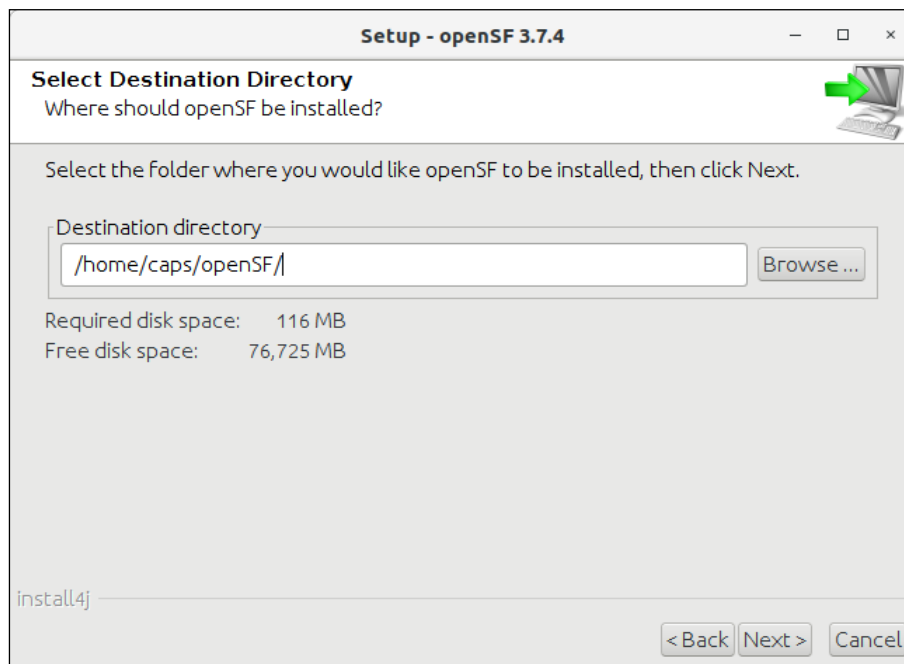 Setup - openSF 3.7.4
Select Destination Directory
Where should openSF be installed?
Select the folder where you would like openSF to be installed, then click Next.
Destination directory
/home/caps/openSF/
Browse ...
Required disk space: 116 MB
Free disk space: 76,725 MB
install4j
< Back Next > Cancel